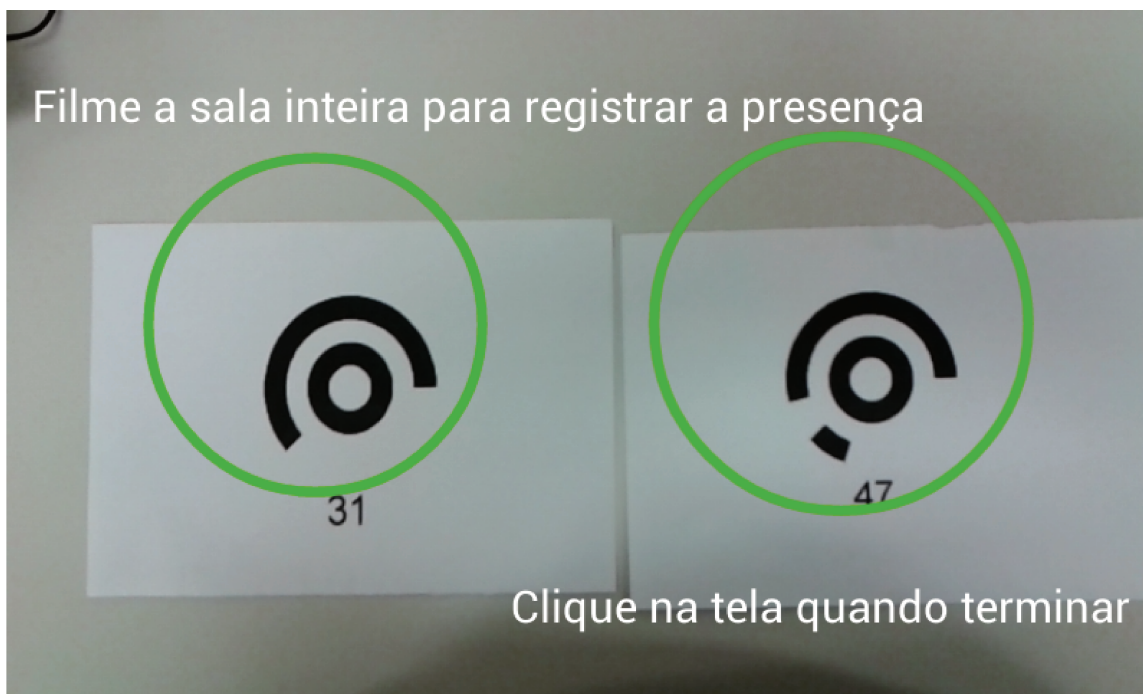 Filme a sala inteira para registrar a presença
31
47
Clique na tela quando terminar